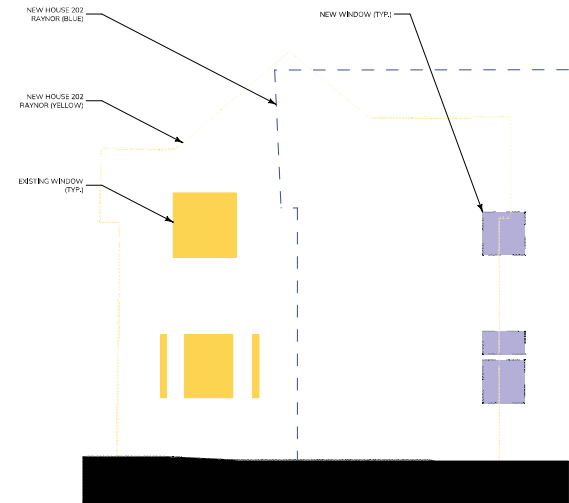 NEW HOUSE 202
RAYNOR (BLUE)
NEW WINDOW (TYP.)
NEW HOUSE 202
RAYNOR (YELLOW)
EXISTING WINDOW
(TYP.)